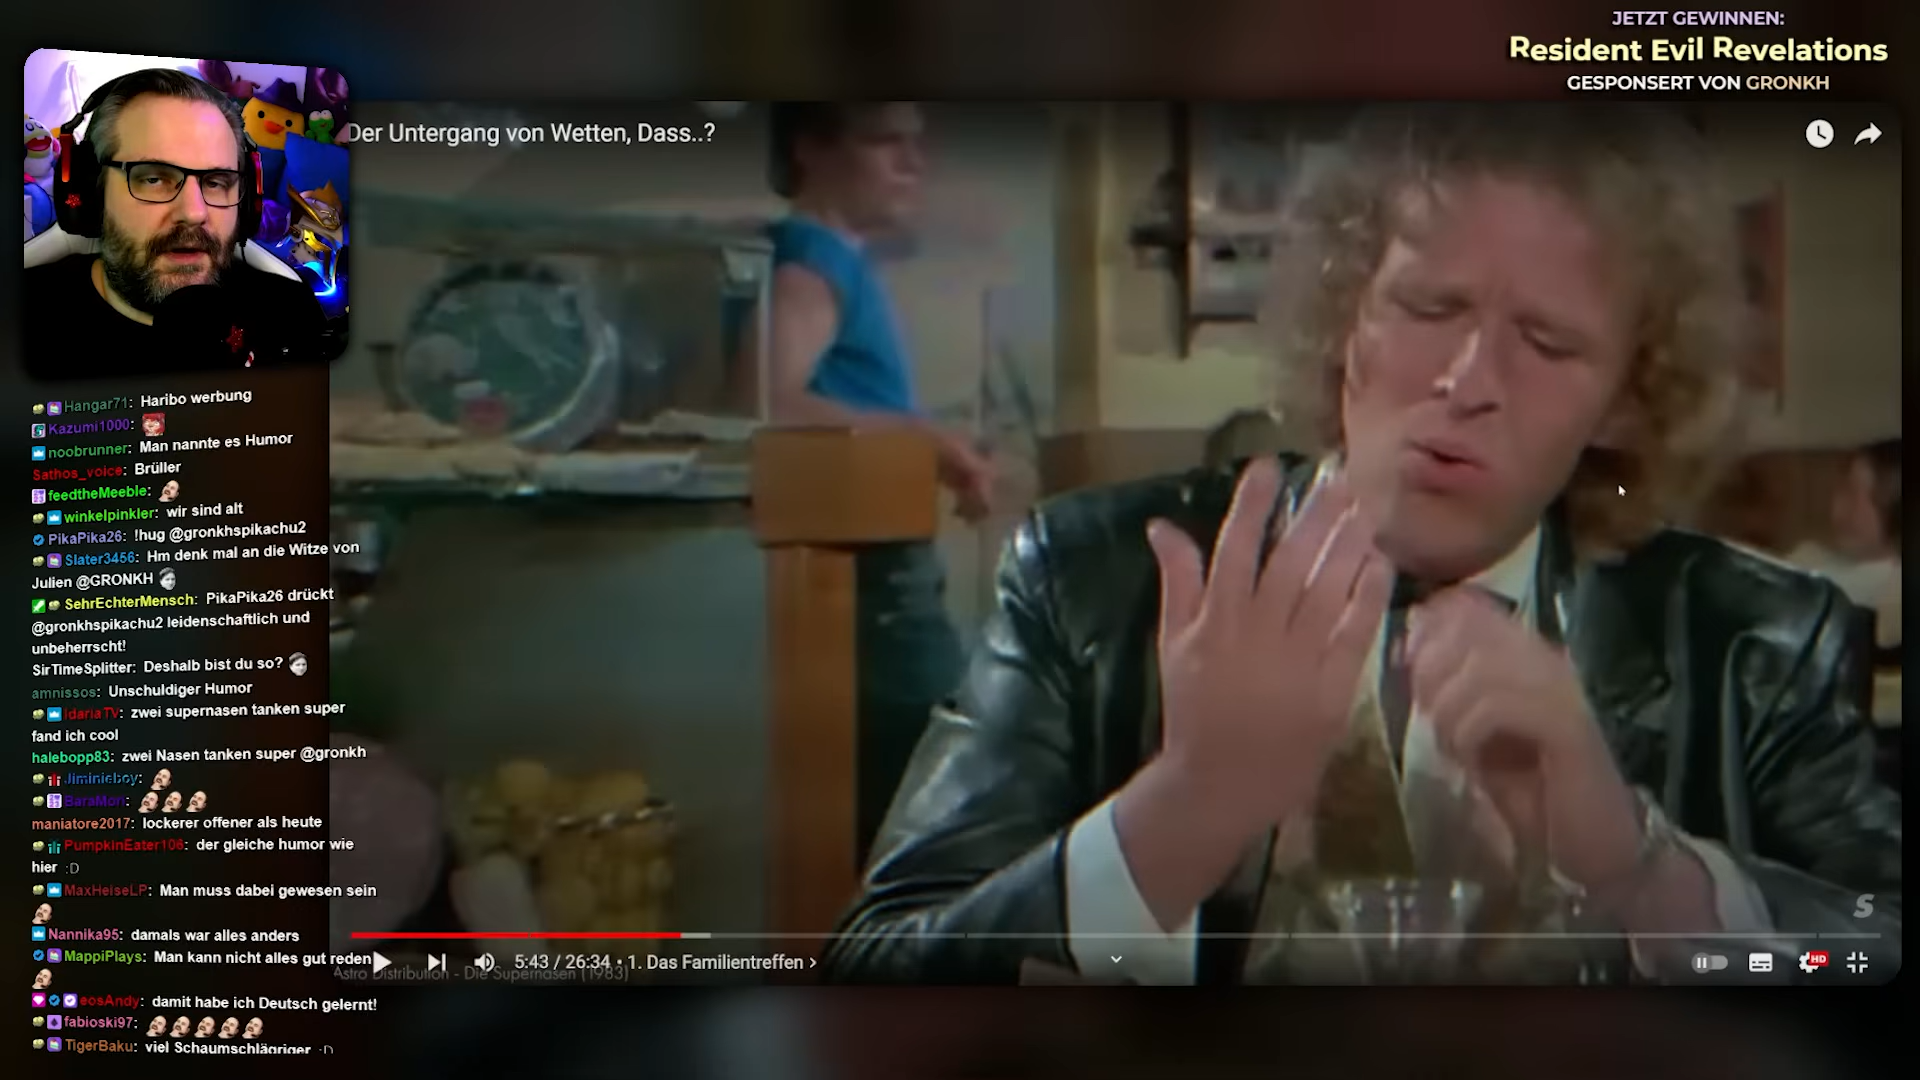 JETZT GEWINNEN:
Resident Evil Revelations
GESPONSERT VON GRONKH
Der Untergang von Wetten, Dass..?
Hangar71: Haribo werbung
Kazumi1000:
noobrunner: Man nannte es Humor
Sathos_voice: Brüller
feedtheMeeble:
winkelpinkler: wir sind alt
PikaPika26: !hug @gronkhspikachu2
Slater3456: Hm denk mal an die Witze von
Julien @GRONKH
SehrEchterMensch: PikaPika26 drückt
@gronkhspikachu2 leidenschaftlich und
unbeherrscht!
SirTimeSplitter: Deshalb bist du so?
amnissos: Unschuldiger Humor
IdariaTV: zwei supernasen tanken super
fand ich cool
halebopp83: zwei Nasen tanken super @gronkh
Jiminieboy:
BaraMori:
maniatore2017: lockerer offener als heute
PumpkinEater106: der gleiche humor wie
hier :D
MaxHeiseLP: Man muss dabei gewesen sein
Nannika95: damals war alles anders
MappiPlays: Man kann nicht alles gut reden
eosAndy: damit habe ich Deutsch gelernt!
fabioski97:
TigerBaku: viel Schaumschlägriger :D
5:43 / 26:34 • 1. Das Familientreffen ›
HD
Astro Distribution - Die Supernasen (1983)
S